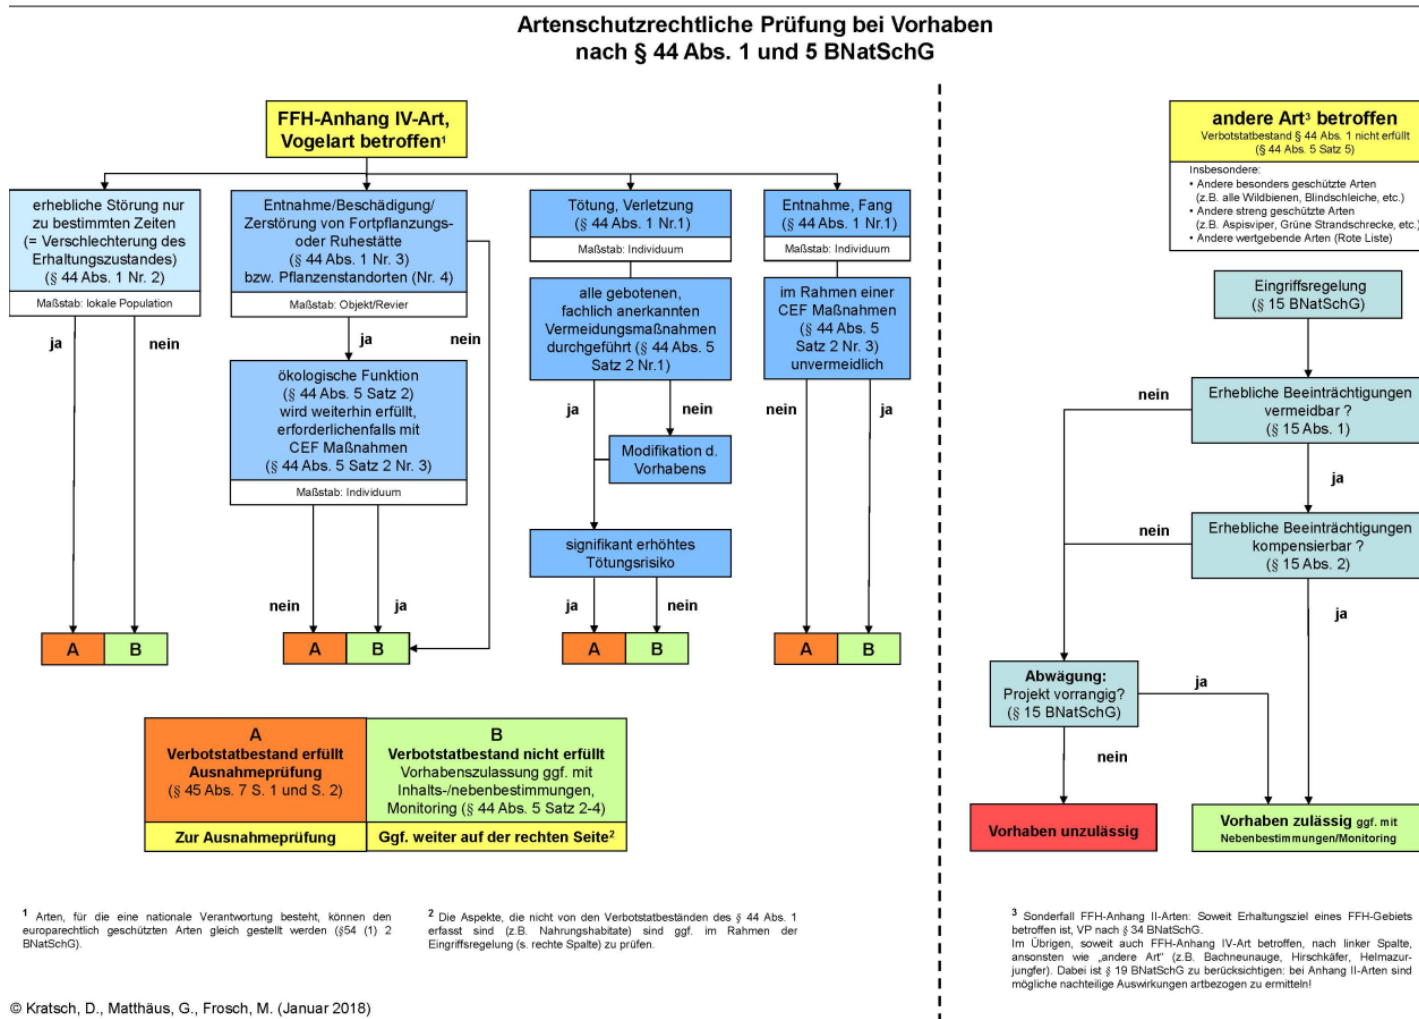 Artenschutzrechtliche Prüfung bei Vorhaben
nach § 44 Abs. 1 und 5 BNatSchG
FFH-Anhang IV-Art,
Vogelart betroffen¹
erhebliche Störung nur
zu bestimmten Zeiten
(= Verschlechterung des
Erhaltungszustandes)
(§ 44 Abs. 1 Nr. 2)
Maßstab: lokale Population
ja
nein
A
B
Entnahme/Beschädigung/
Zerstörung von Fortpflanzungs-
oder Ruhestätte
(§ 44 Abs. 1 Nr. 3)
bzw. Pflanzenstandorten (Nr. 4)
Maßstab: Objekt/Revier
ja
nein
ökologische Funktion
(§ 44 Abs. 5 Satz 2)
wird weiterhin erfüllt,
erforderlichenfalls mit
CEF Maßnahmen
(§ 44 Abs. 5 Satz 2 Nr. 3)
Maßstab: Individuum
nein
ja
A
B
Tötung, Verletzung
(§ 44 Abs. 1 Nr.1)
Maßstab: Individuum
alle gebotenen,
fachlich anerkannten
Vermeidungsmaßnahmen
durchgeführt (§ 44 Abs. 5
Satz 2 Nr.1)
ja
nein
Modifikation d.
Vorhabens
signifikant erhöhtes
Tötungsrisiko
ja
nein
A
B
Entnahme, Fang
(§ 44 Abs. 1 Nr.1)
Maßstab: Individuum
im Rahmen einer
CEF Maßnahmen
(§ 44 Abs. 5
Satz 2 Nr. 3)
unvermeidlich
nein
ja
A
B
A
Verbotstatbestand erfüllt
Ausnahmeprüfung
(§ 45 Abs. 7 S. 1 und S. 2)
Zur Ausnahmeprüfung
B
Verbotstatbestand nicht erfüllt
Vorhabenszulassung ggf. mit
Inhalts-/nebenbestimmungen,
Monitoring (§ 44 Abs. 5 Satz 2-4)
Ggf. weiter auf der rechten Seite²
andere Art³ betroffen
Verbotstatbestand § 44 Abs. 1 nicht erfüllt
(§ 44 Abs. 5 Satz 5)
Insbesondere:
• Andere besonders geschützte Arten
(z.B. alle Wildbienen, Blindschleiche, etc.)
• Andere streng geschützte Arten
(z.B. Aspisviper, Grüne Strandschrecke, etc.)
• Andere wertgebende Arten (Rote Liste)
Eingriffsregelung
(§ 15 BNatSchG)
Erhebliche Beeinträchtigungen
vermeidbar ?
(§ 15 Abs. 1)
nein
ja
Erhebliche Beeinträchtigungen
kompensierbar ?
(§ 15 Abs. 2)
nein
ja
Abwägung:
Projekt vorrangig?
(§ 15 BNatSchG)
ja
nein
Vorhaben unzulässig
Vorhaben zulässig ggf. mit
Nebenbestimmungen/Monitoring
¹ Arten, für die eine nationale Verantwortung besteht, können den
europarechtlich geschützten Arten gleich gestellt werden (§54 (1) 2
BNatSchG).
² Die Aspekte, die nicht von den Verbotstatbeständen des § 44 Abs. 1
erfasst sind (z.B. Nahrungshabitate) sind ggf. im Rahmen der
Eingriffsregelung (s. rechte Spalte) zu prüfen.
³ Sonderfall FFH-Anhang II-Arten: Soweit Erhaltungsziel eines FFH-Gebiets
betroffen ist, VP nach § 34 BNatSchG.
Im Übrigen, soweit auch FFH-Anhang IV-Art betroffen, nach linker Spalte,
ansonsten wie „andere Art“ (z.B. Bachneunauge, Hirschkäfer, Helmazur-
jungfer). Dabei ist § 19 BNatSchG zu berücksichtigen: bei Anhang II-Arten sind
mögliche nachteilige Auswirkungen artbezogen zu ermitteln!
© Kratsch, D., Matthäus, G., Frosch, M. (Januar 2018)